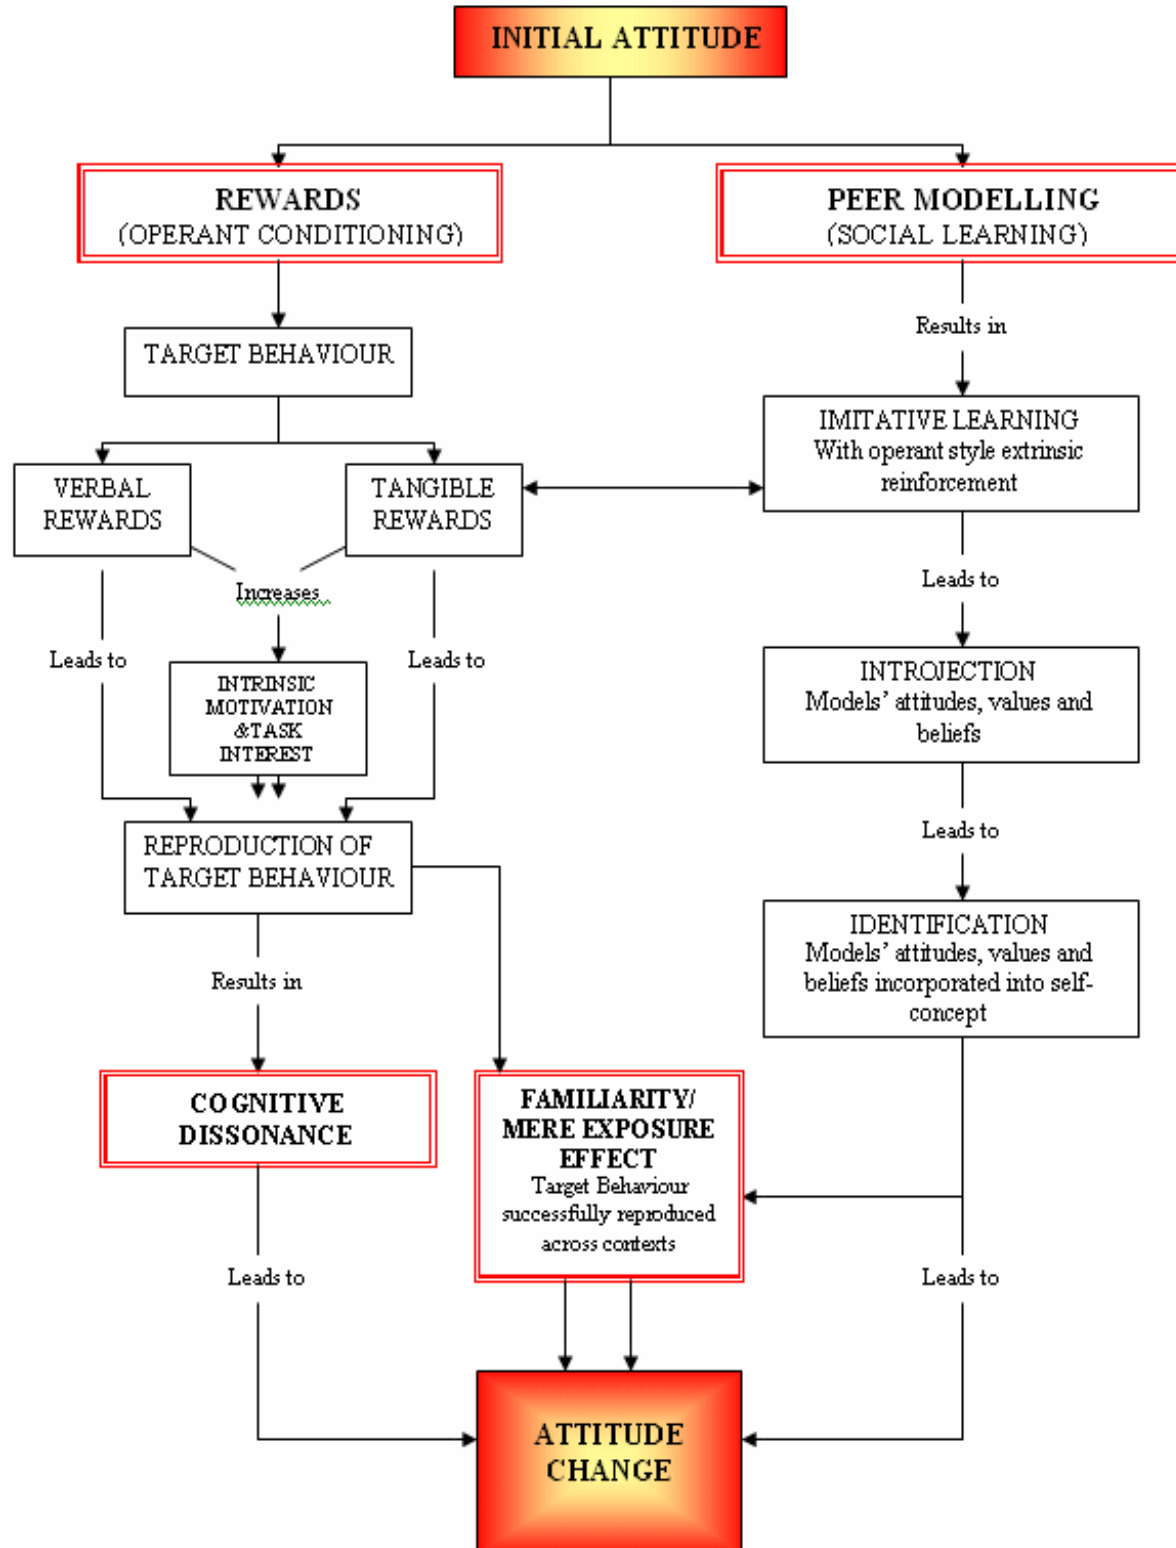 INITIAL ATTITUDE
REWARDS
(OPERANT CONDITIONING)
PEER MODELLING
(SOCIAL LEARNING)
Results in
TARGET BEHAVIOUR
IMITATIVE LEARNING
With operant style extrinsic
reinforcement
VERBAL
REWARDS
TANGIBLE
REWARDS
Increases
Leads to
Leads to
Leads to
INTRINSIC
MOTIVATION
&TASK
INTEREST
INTROJECTION
Models' attitudes, values and
beliefs
Leads to
REPRODUCTION OF
TARGET BEHAVIOUR
IDENTIFICATION
Models' attitudes, values and
beliefs incorporated into self-
concept
Results in
COGNITIVE
DISSONANCE
FAMILIARITY/
MERE EXPOSURE
EFFECT
Target Behaviour
successfully reproduced
across contexts
Leads to
Leads to
ATTITUDE
CHANGE